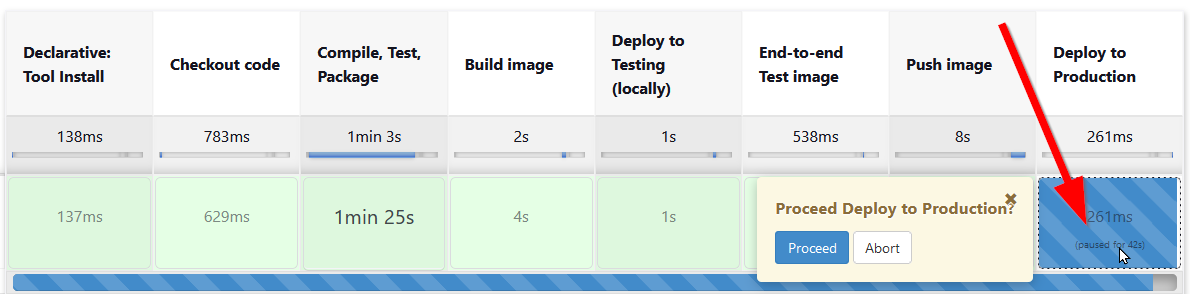 Declarative:
Tool Install
Checkout code
Compile, Test,
Package
Build image
Deploy to
Testing
(locally)
End-to-end
Test image
Push image
Deploy to
Production
138ms
783ms
1min 3s
2s
1s
538ms
8s
261ms
137ms
629ms
1min 25s
4s
1s
Proceed Deploy to Production?
Proceed
Abort
261ms
(paused for 42s)